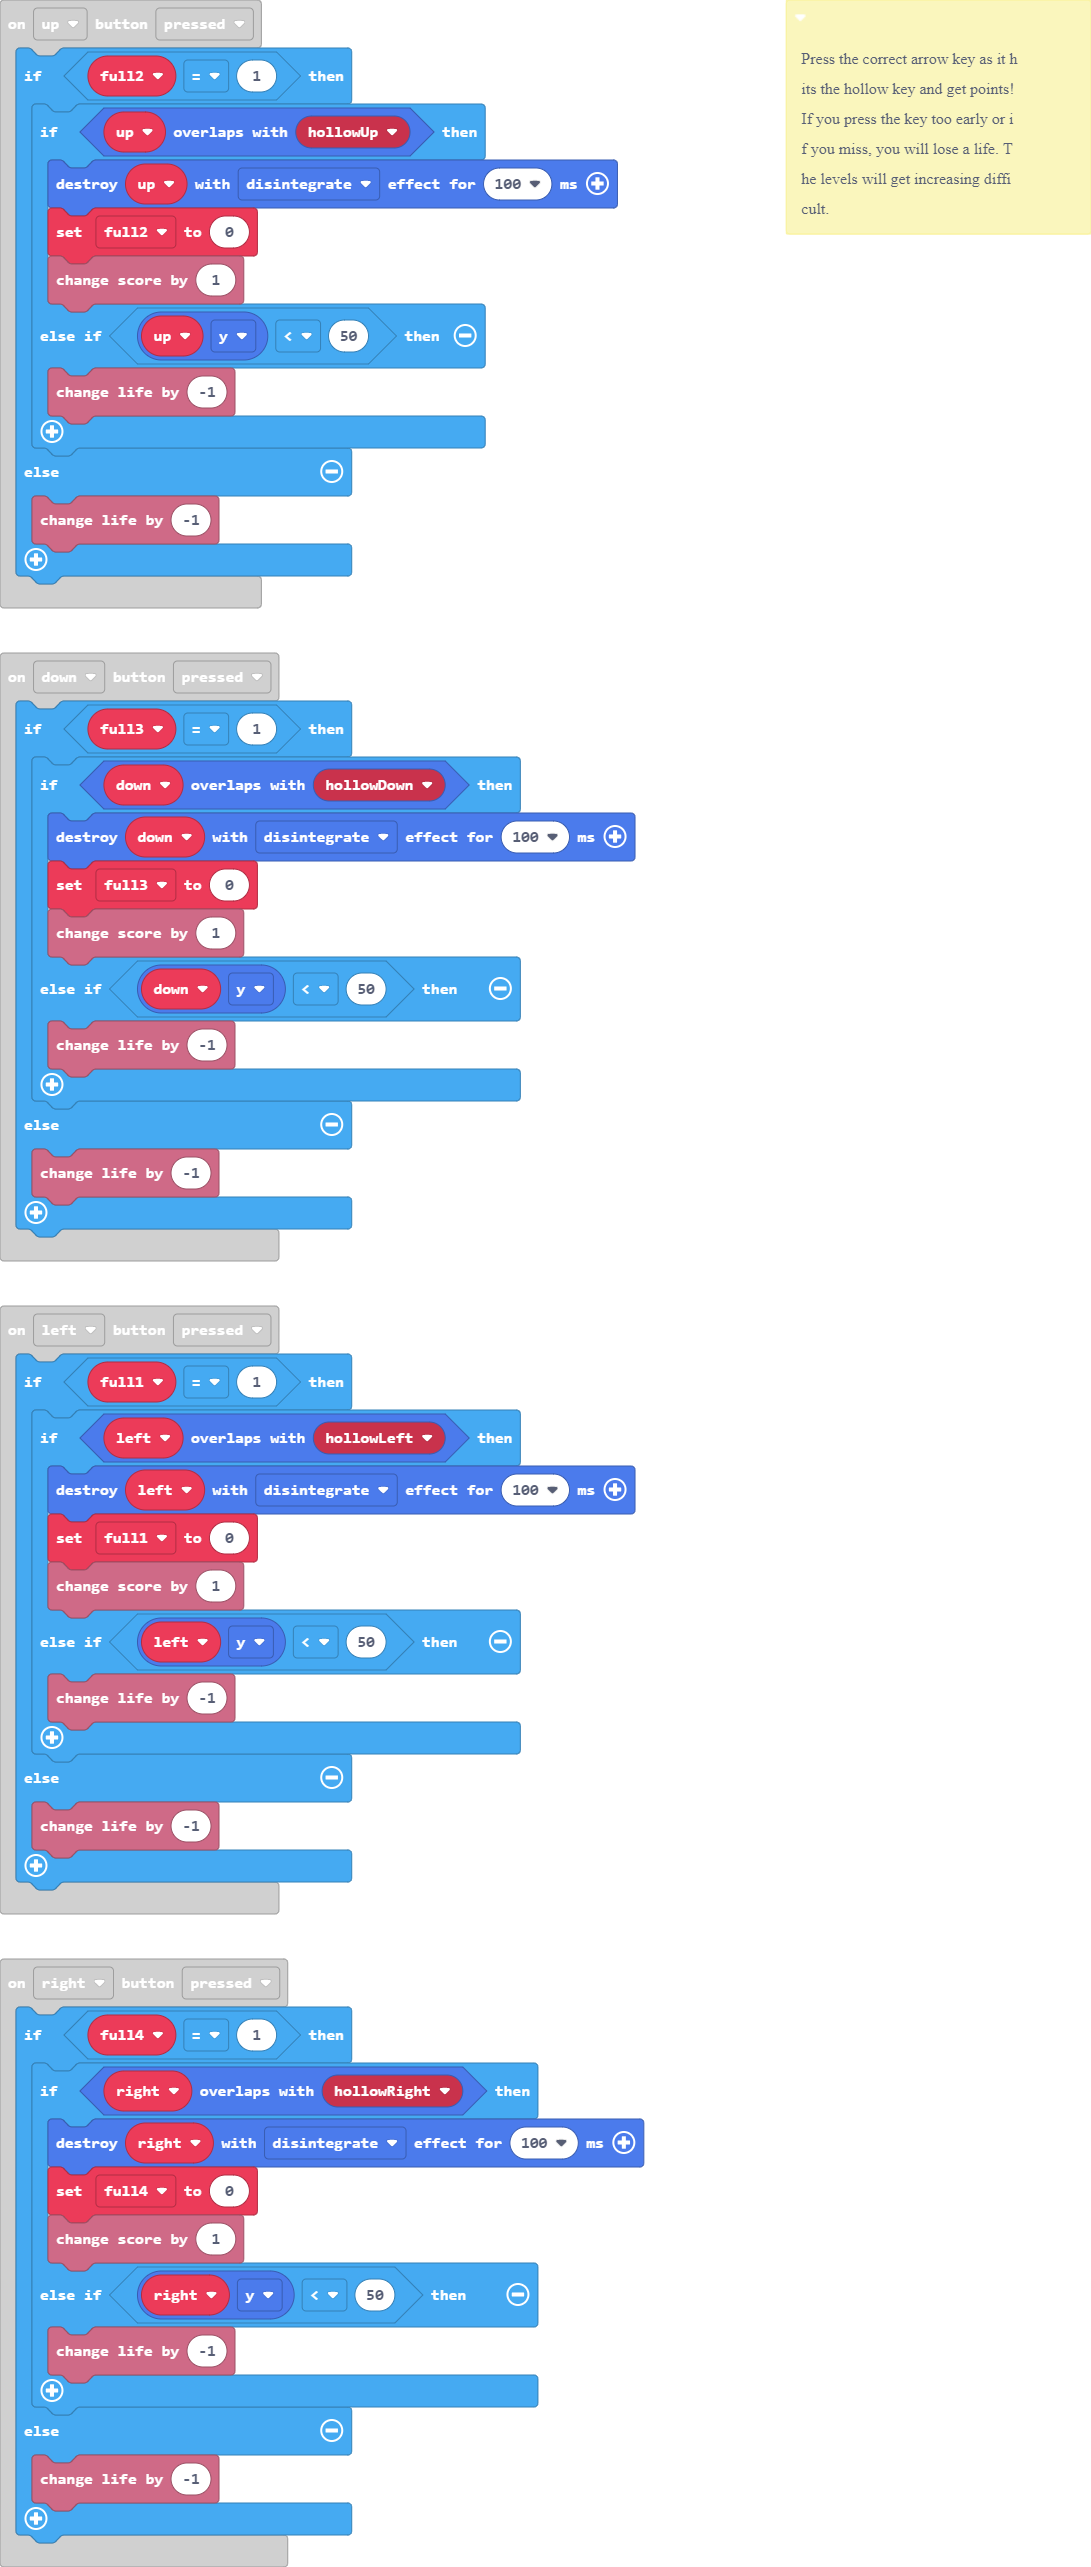 on up button pressed
if full2 = 1 then
if up overlaps with hollowUp then
destroy up with disintegrate effect for 100 ms
set full2 to 0
change score by 1
else if up y < 50 then
change life by -1
else
change life by -1
on down button pressed
if full3 = 1 then
if down overlaps with hollowDown then
destroy down with disintegrate effect for 100 ms
set full3 to 0
change score by 1
else if down y < 50 then
change life by -1
else
change life by -1
on left button pressed
if full1 = 1 then
if left overlaps with hollowLeft then
destroy left with disintegrate effect for 100 ms
set full1 to 0
change score by 1
else if left y < 50 then
change life by -1
else
change life by -1
on right button pressed
if full4 = 1 then
if right overlaps with hollowRight then
destroy right with disintegrate effect for 100 ms
set full4 to 0
change score by 1
else if right y < 50 then
change life by -1
else
change life by -1
Press the correct arrow key as it h
its the hollow key and get points!
If you press the key too early or i
f you miss, you will lose a life. T
he levels will get increasing diffi
cult.